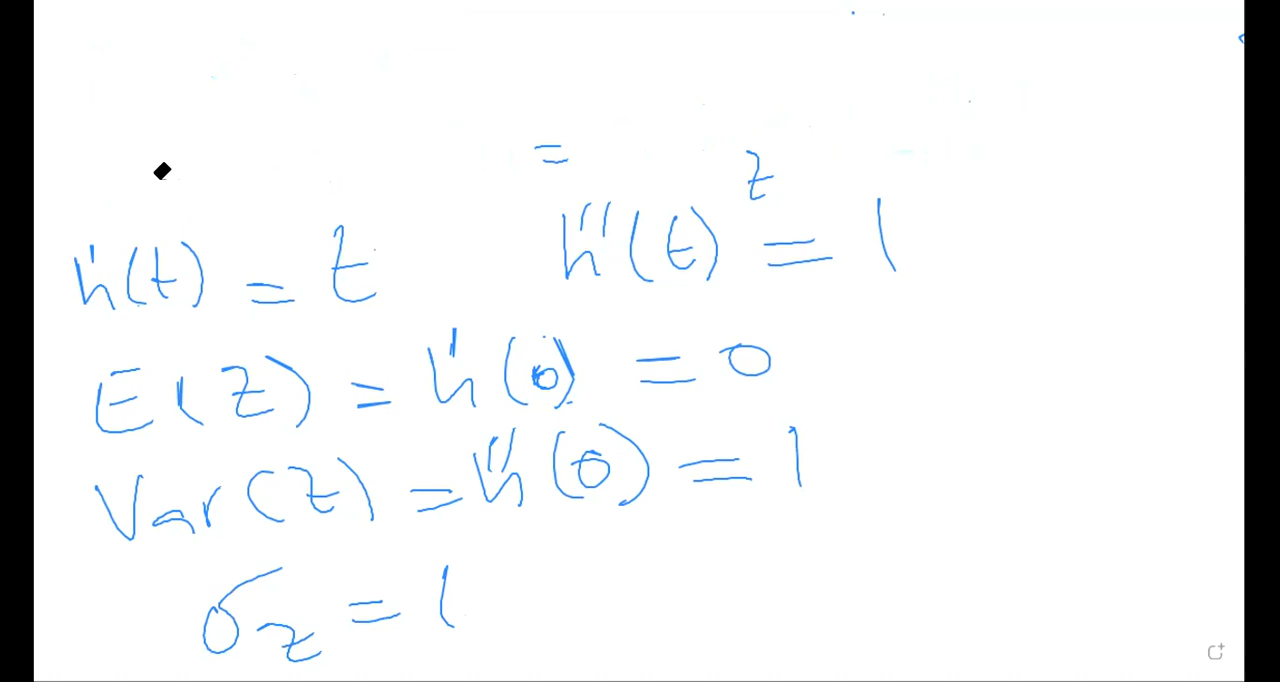 =
z
h'(t) = t h''(t) = 1
E(Z) = h'(0) = 0
Var(Z) = h''(0) = 1
σz = 1